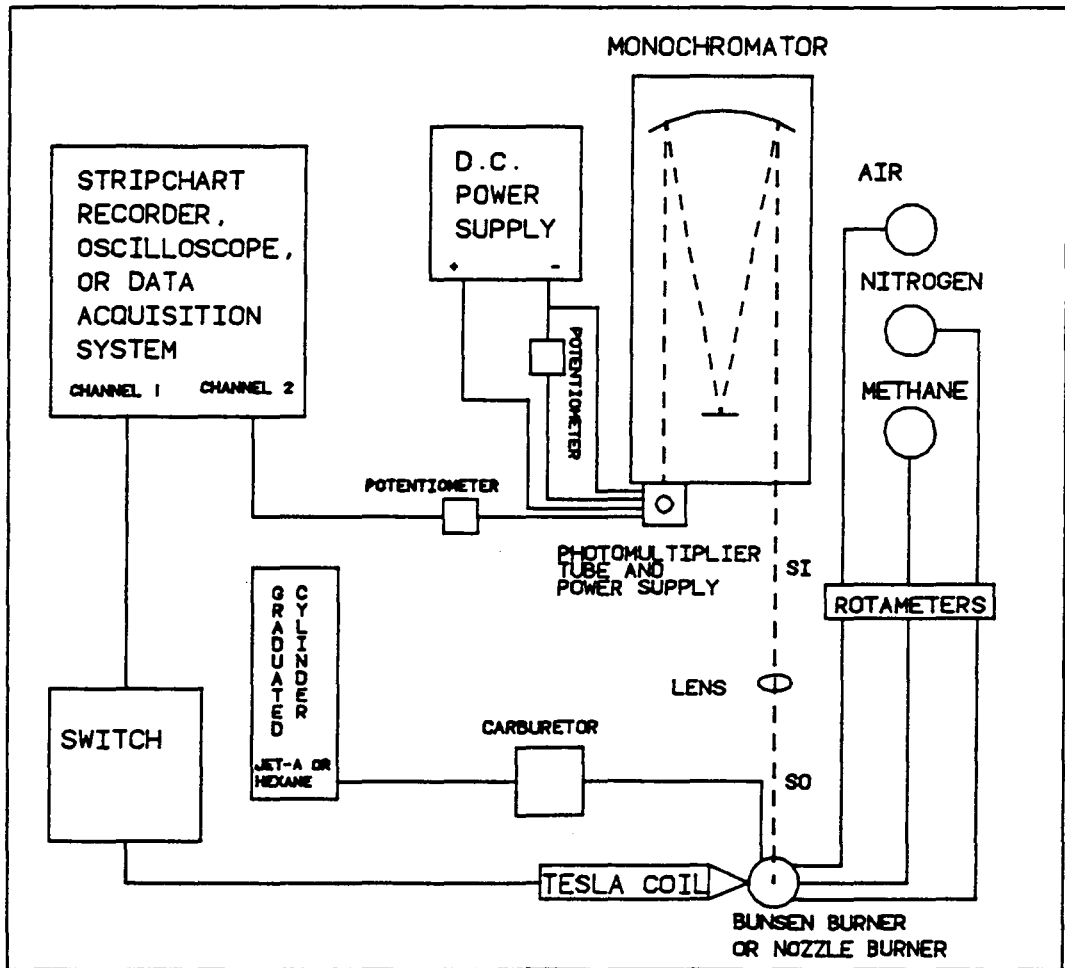 MONOCHROMATOR
STRIPCHART
RECORDER,
OSCILLOSCOPE,
OR DATA
ACQUISITION
SYSTEM
CHANNEL 1
CHANNEL 2
D.C.
POWER
SUPPLY
+ -
POTENTIOMETER
AIR
NITROGEN
METHANE
POTENTIOMETER
PHOTOMULTIPLIER
TUBE AND
POWER SUPPLY
SI
ROTAMETERS
LENS
SO
GRADUATED
CYLINDER
JET-A OR
HEXANE
CARBURETOR
SWITCH
TESLA COIL
BUNSEN BURNER
OR NOZZLE BURNER